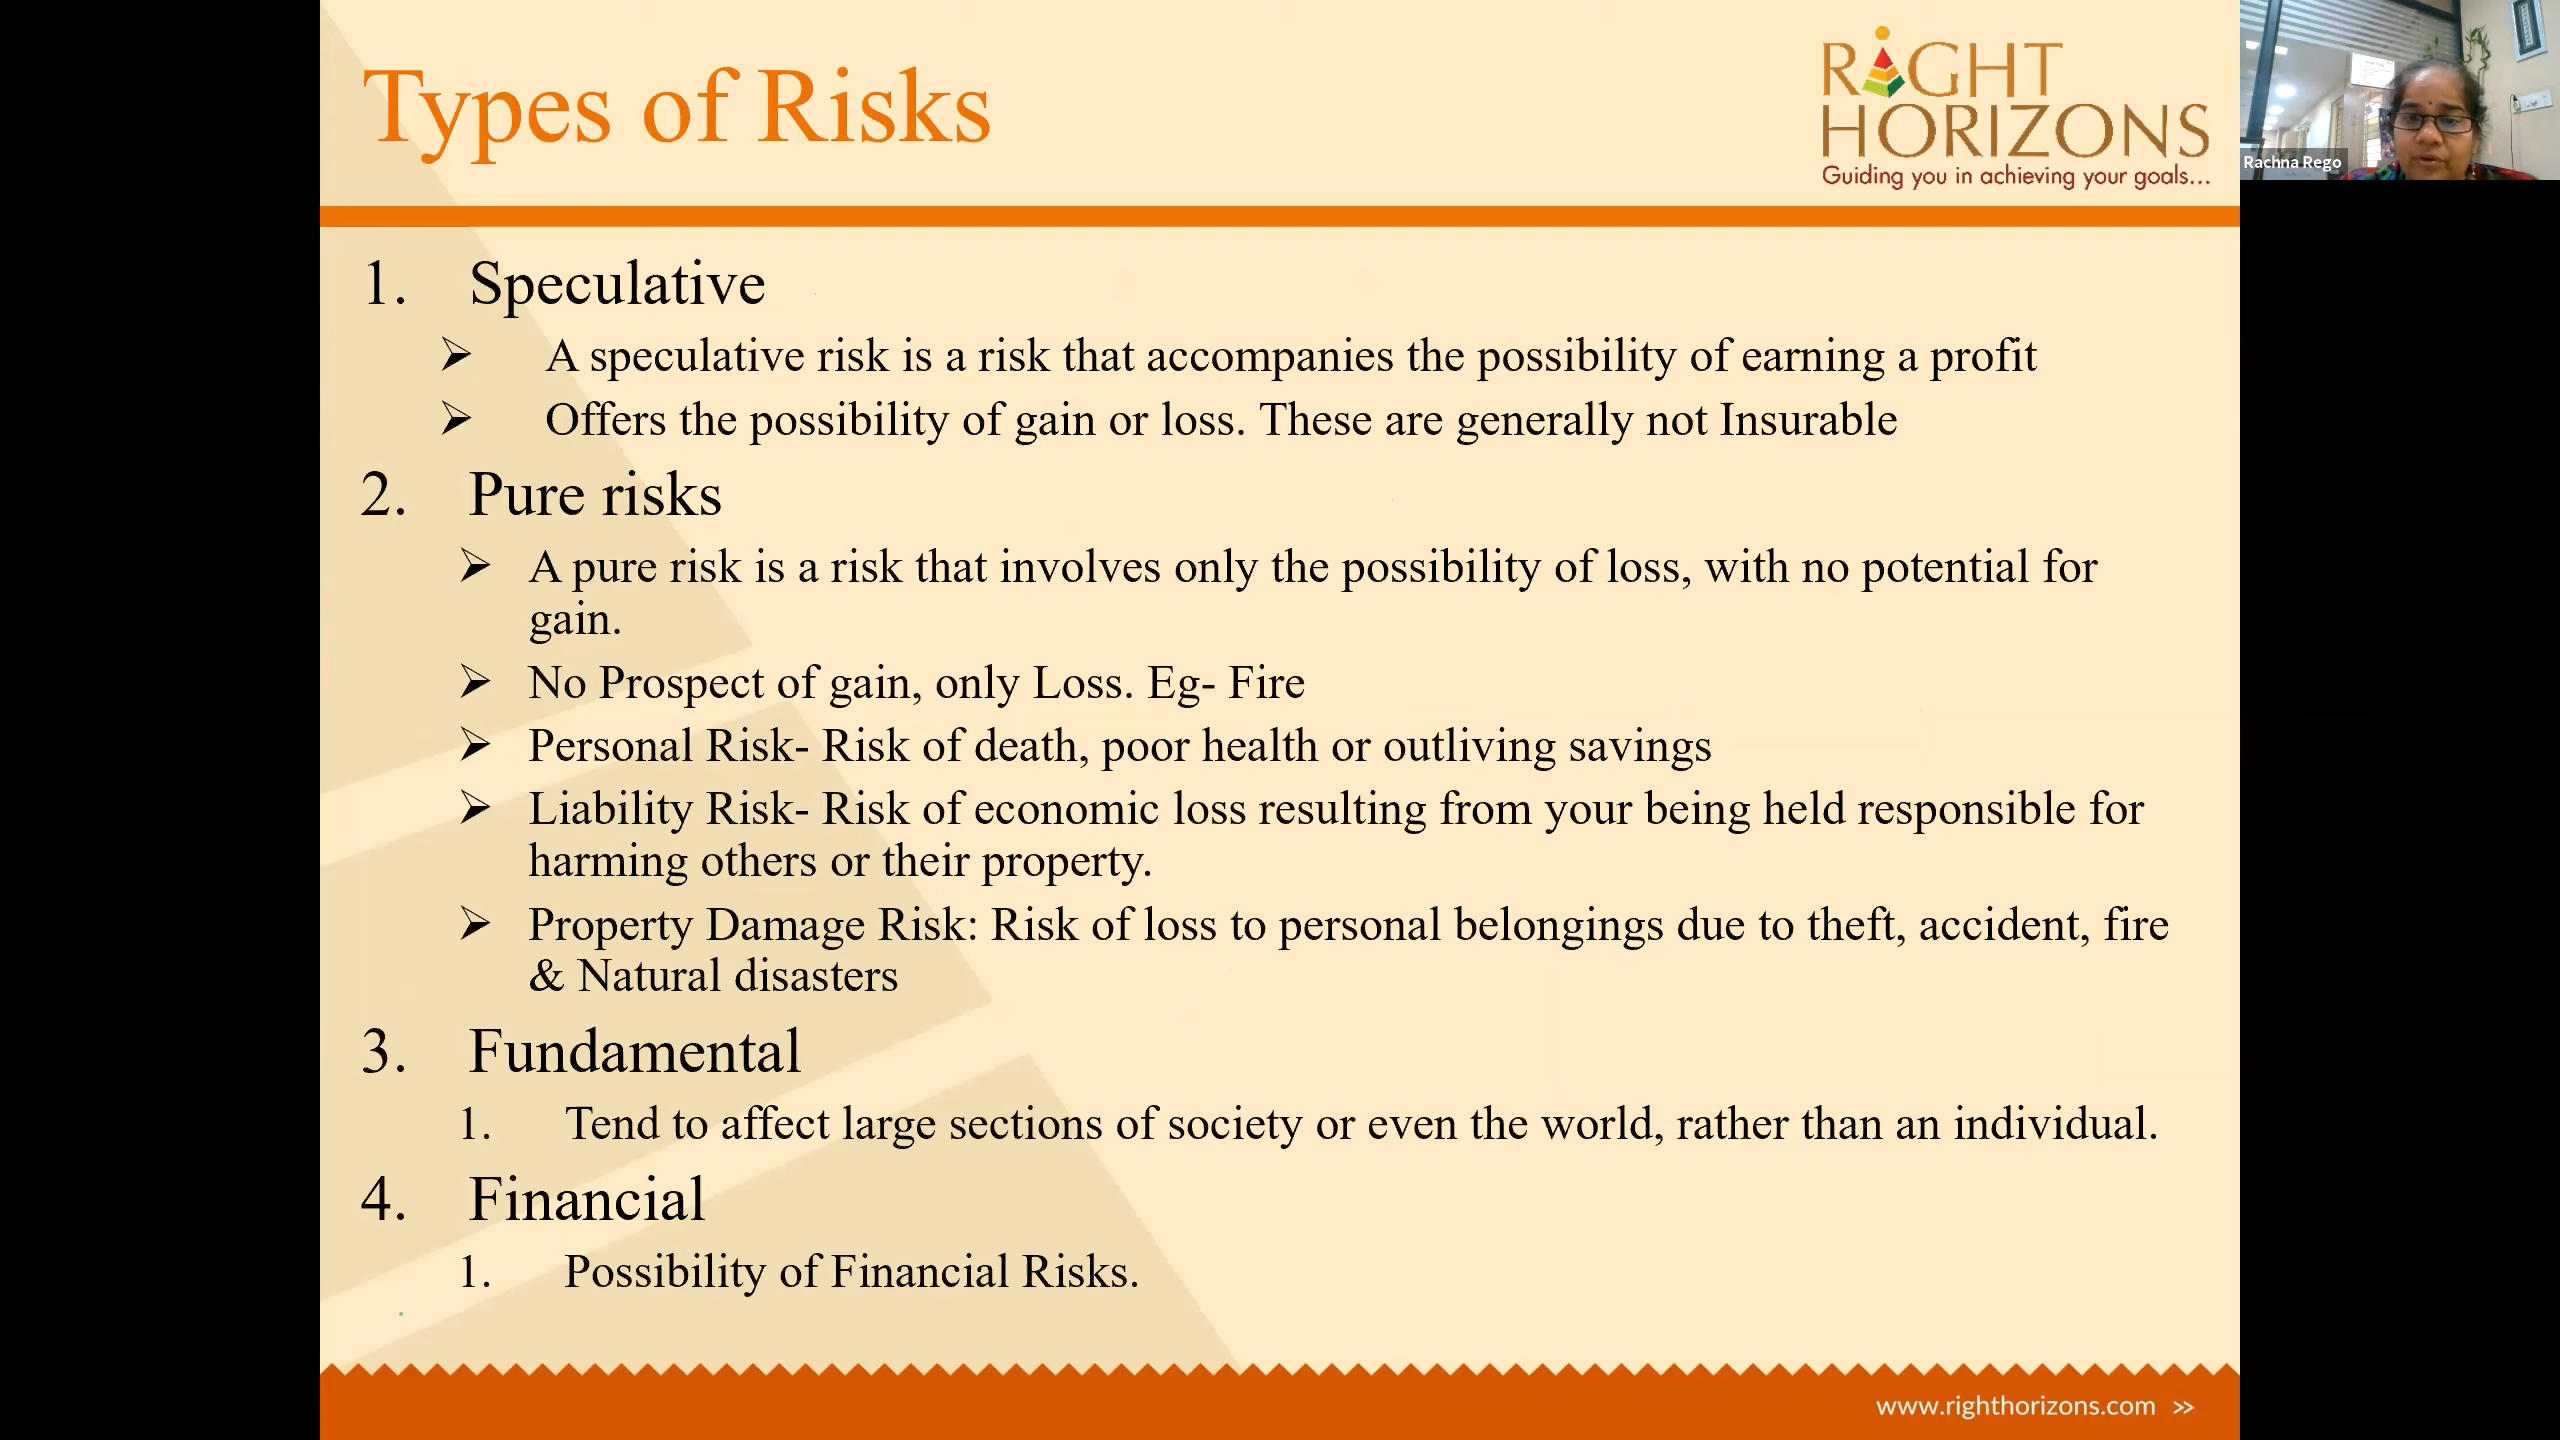 Types of Risks
RIGHT
HORIZONS
Guiding you in achieving your goals...
Rachna Rego
1. Speculative
➢ A speculative risk is a risk that accompanies the possibility of earning a profit
➢ Offers the possibility of gain or loss. These are generally not Insurable
2. Pure risks
➢ A pure risk is a risk that involves only the possibility of loss, with no potential for
gain.
➢ No Prospect of gain, only Loss. Eg- Fire
➢ Personal Risk- Risk of death, poor health or outliving savings
➢ Liability Risk- Risk of economic loss resulting from your being held responsible for
harming others or their property.
➢ Property Damage Risk: Risk of loss to personal belongings due to theft, accident, fire
& Natural disasters
3. Fundamental
1. Tend to affect large sections of society or even the world, rather than an individual.
4. Financial
1. Possibility of Financial Risks.
www.righthorizons.com >>